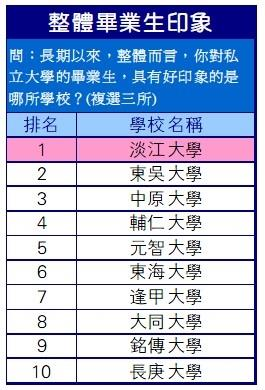 整體畢業生印象
問：長期以來，整體而言，你對私
立大學的畢業生，具有好印象的是
哪所學校？(複選三所)
排名 學校名稱
1 淡江大學
2 東吳大學
3 中原大學
4 輔仁大學
5 元智大學
6 東海大學
7 逢甲大學
8 大同大學
9 銘傳大學
10 長庚大學